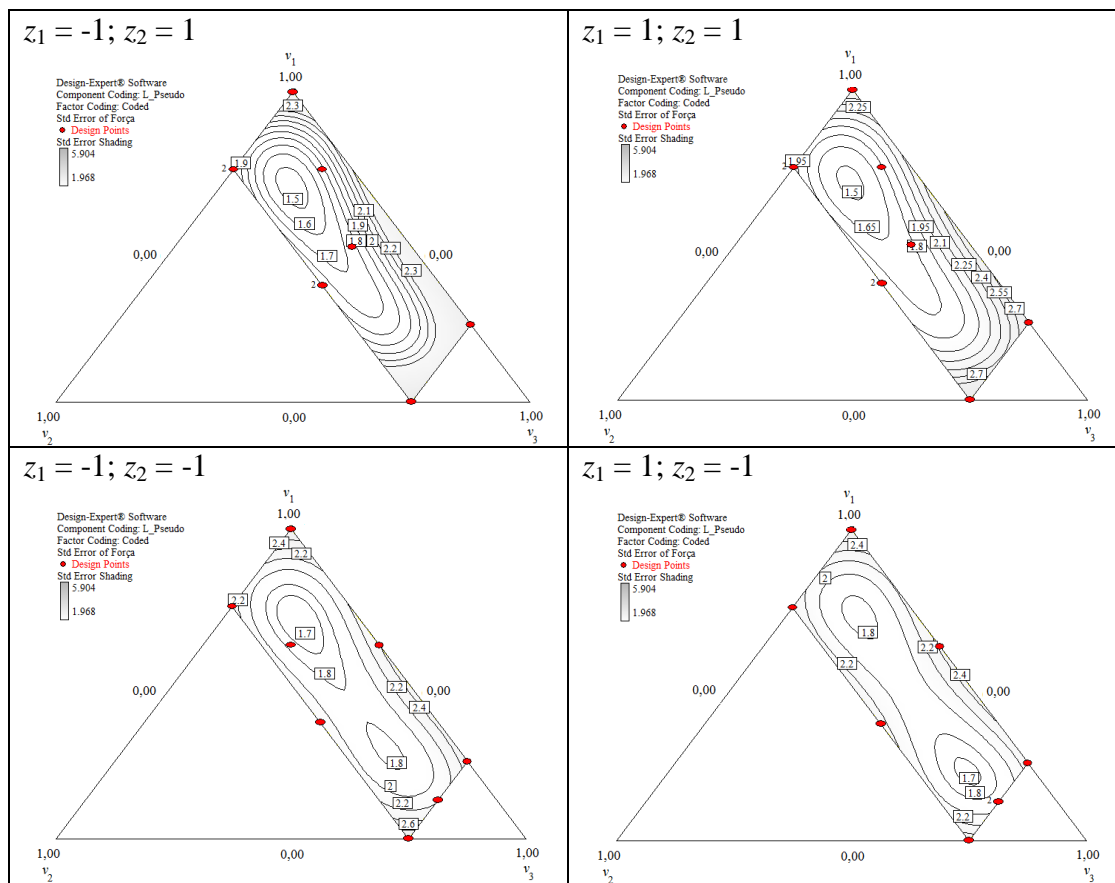 z1 = -1; z2 = 1
v1
1,00
Design-Expert® Software
Component Coding: L_Pseudo
Factor Coding: Coded
Std Error of Força
Design Points
Std Error Shading
5.904
1.968
2.3
1.9
2
1.5
1.6
1.7
2.1
1.9
1.8
2
2.2
2.3
2
0,00
0,00
1,00
0,00
1,00
v2
v3
z1 = 1; z2 = 1
v1
1,00
Design-Expert® Software
Component Coding: L_Pseudo
Factor Coding: Coded
Std Error of Força
Design Points
Std Error Shading
5.904
1.968
2.25
1.95
2
1.5
1.65
1.95
1.8
2.1
2.25
2.4
2.55
2.7
2
2.7
0,00
0,00
1,00
0,00
1,00
v2
v3
z1 = -1; z2 = -1
v1
1,00
Design-Expert® Software
Component Coding: L_Pseudo
Factor Coding: Coded
Std Error of Força
Design Points
Std Error Shading
5.904
1.968
2.4
2.2
2.2
1.7
1.8
2.2
2.4
1.8
2
2.2
2.6
0,00
0,00
1,00
0,00
1,00
v2
v3
z1 = 1; z2 = -1
v1
1,00
Design-Expert® Software
Component Coding: L_Pseudo
Factor Coding: Coded
Std Error of Força
Design Points
Std Error Shading
5.904
1.968
2.4
2
1.8
2.2
2.2
2.4
1.7
1.8
2
2.2
0,00
0,00
1,00
0,00
1,00
v2
v3